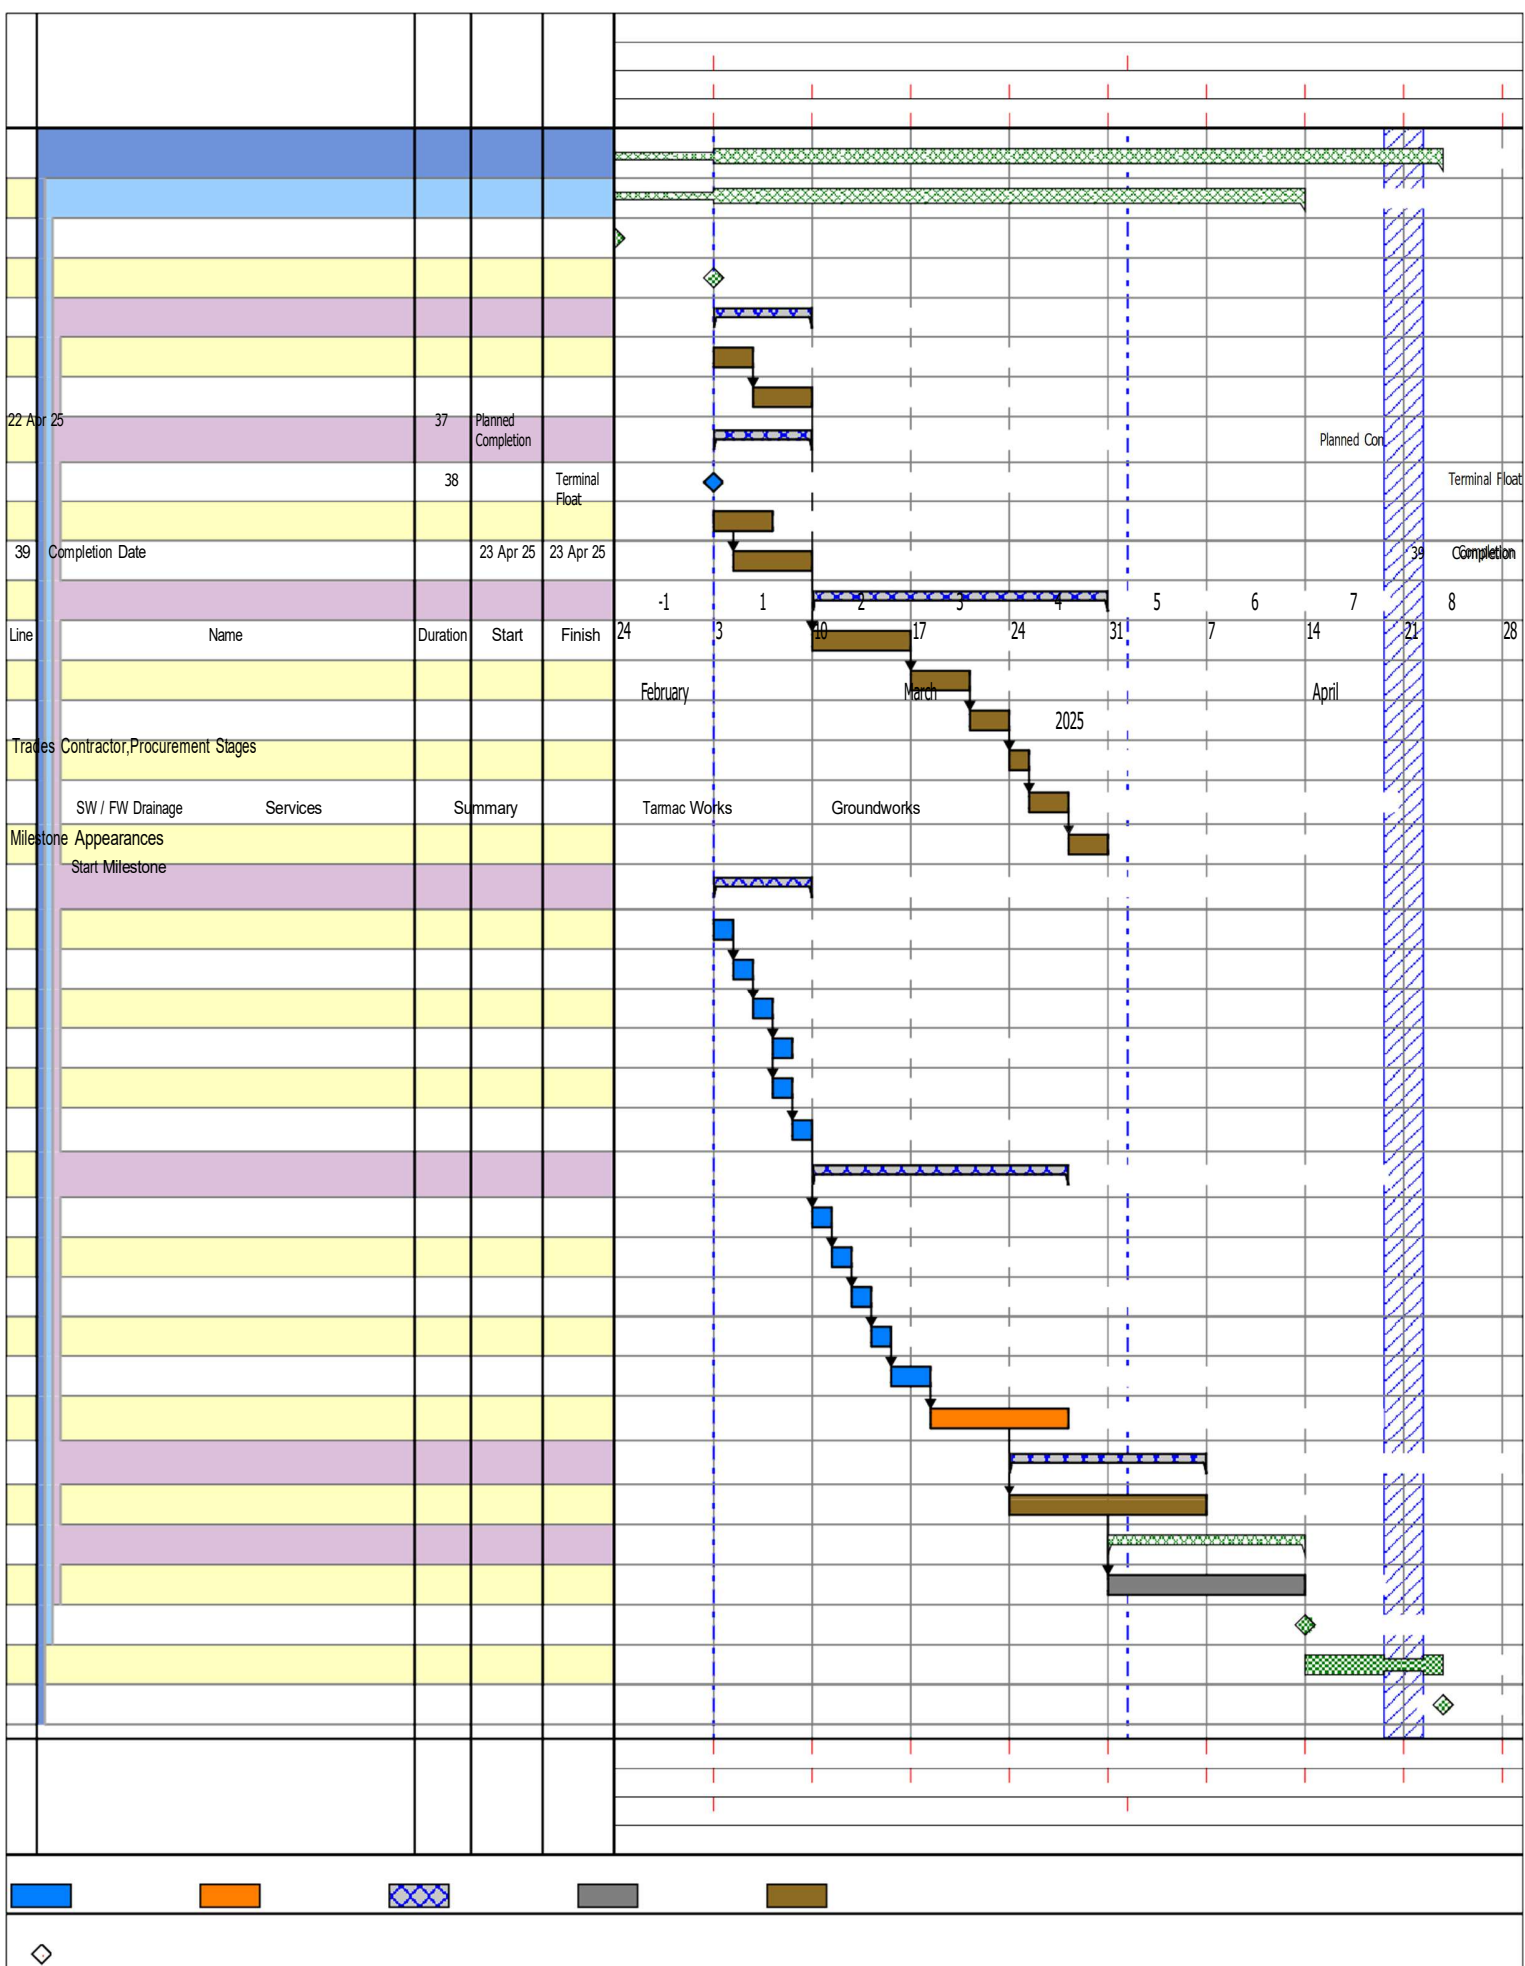 22 Apr 25 37 Planned
Completion Planned Con
38 Terminal Terminal Float
Float
39 Completion Date 23 Apr 25 23 Apr 25 39 Completion
-1 1 2 3 4 5 6 7 8
Line Name Duration Start Finish 24 3 10 17 24 31 7 14 21 28
February March April
2025
Trades Contractor,Procurement Stages
SW / FW Drainage Services Summary Tarmac Works Groundworks
Milestone Appearances
Start Milestone